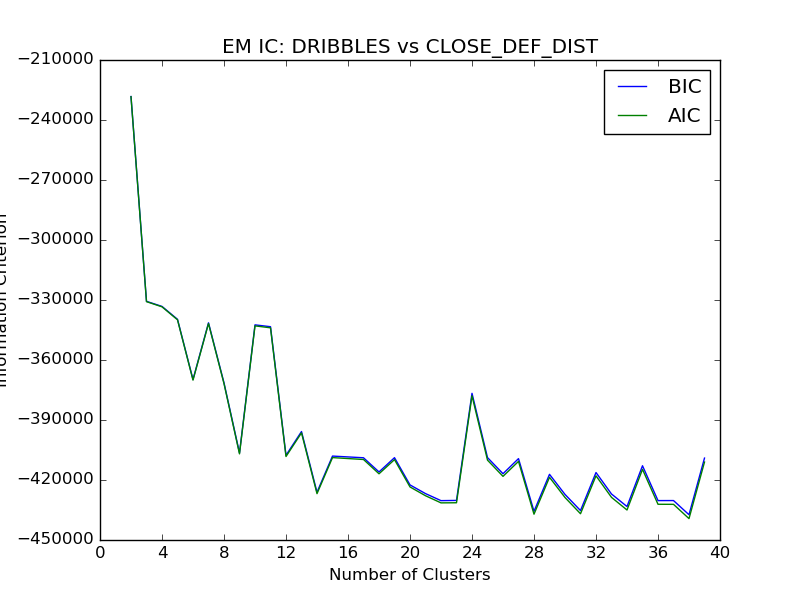 EM IC: DRIBBLES vs CLOSE_DEF_DIST
−210000
−240000
−270000
−300000
−330000
−360000
−390000
−420000
−450000
Information Criterion
BIC
AIC
0 4 8 12 16 20 24 28 32 36 40
Number of Clusters